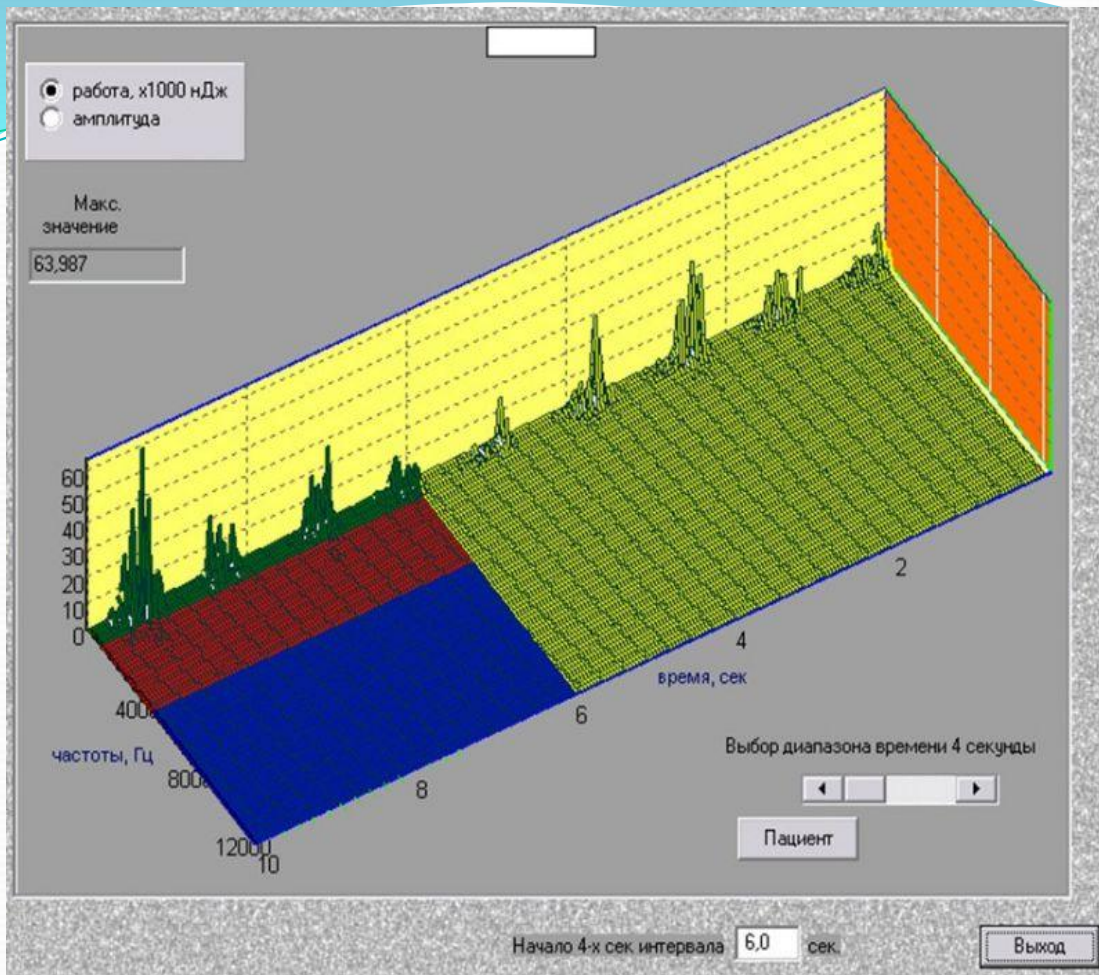 работа, x1000 нДж
амплитуда
Макс.
значение
63,987
60
50
40
30
20
10
0
4000
8000
12000
частоты, Гц
10
8
6
4
2
время, сек
Выбор диапазона времени 4 секунды
Пациент
Начало 4-х сек интервала 6,0 сек.
Выход